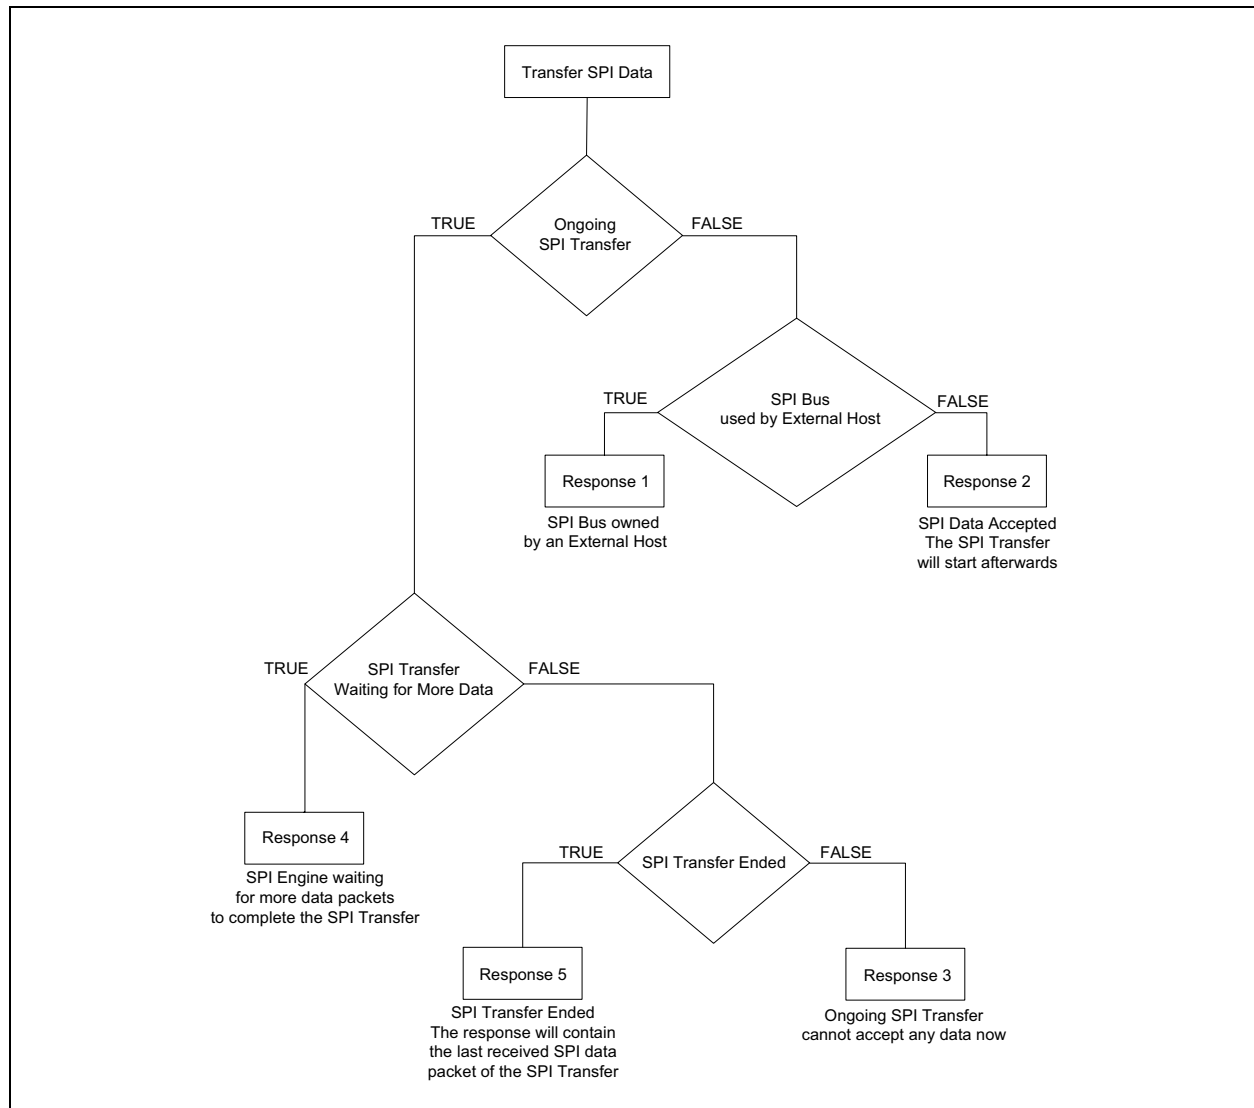 Transfer SPI Data
Ongoing
SPI Transfer
TRUE
FALSE
SPI Bus
used by External Host
TRUE
FALSE
Response 1
SPI Bus owned
by an External Host
Response 2
SPI Data Accepted
The SPI Transfer
will start afterwards
SPI Transfer
Waiting for More Data
TRUE
FALSE
Response 4
SPI Engine waiting
for more data packets
to complete the SPI Transfer
SPI Transfer Ended
TRUE
FALSE
Response 5
SPI Transfer Ended
The response will contain
the last received SPI data
packet of the SPI Transfer
Response 3
Ongoing SPI Transfer
cannot accept any data now